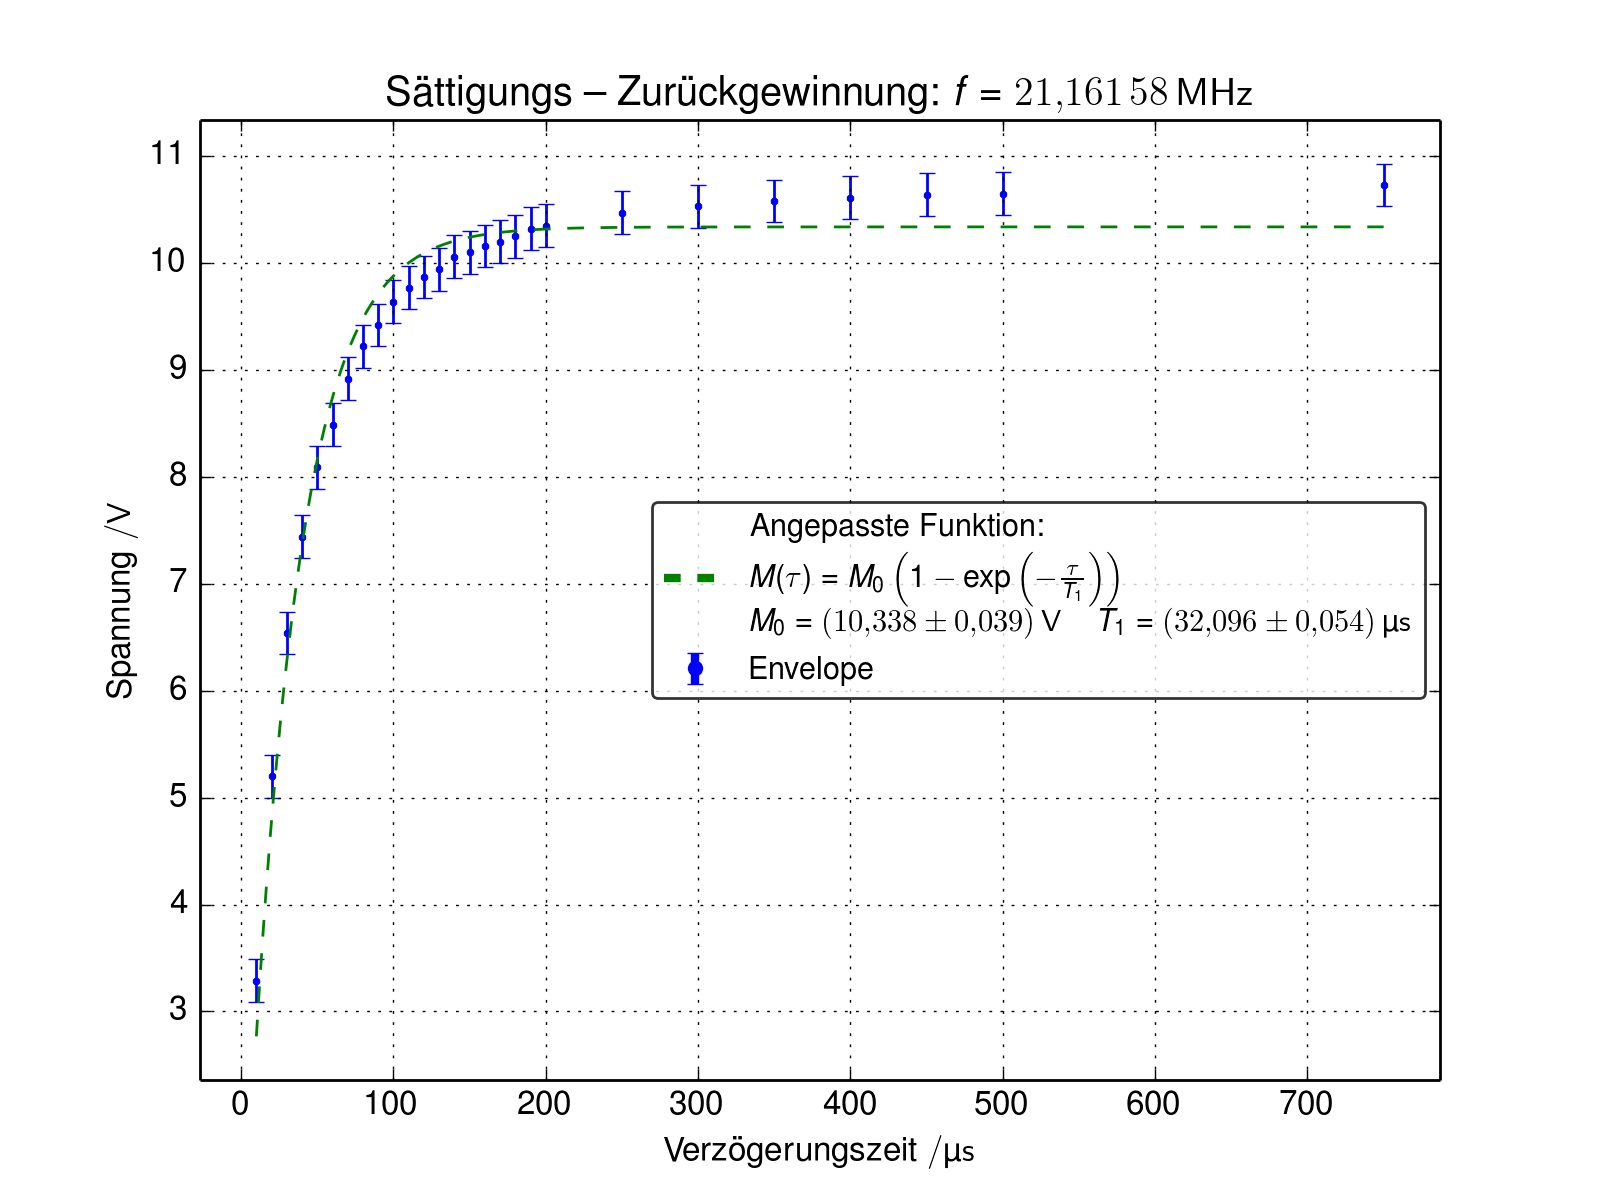 Sättigungs – Zurückgewinnung: f = 21,161 58 MHz
11
10
9
8
7
6
5
4
3
Spannung /V
Angepasste Funktion:
M(τ) = M₀ (1 − exp (−τ/T₁))
M₀ = (10,338 ± 0,039) V T₁ = (32,096 ± 0,054) µs
Envelope
0 100 200 300 400 500 600 700
Verzögerungszeit /µs